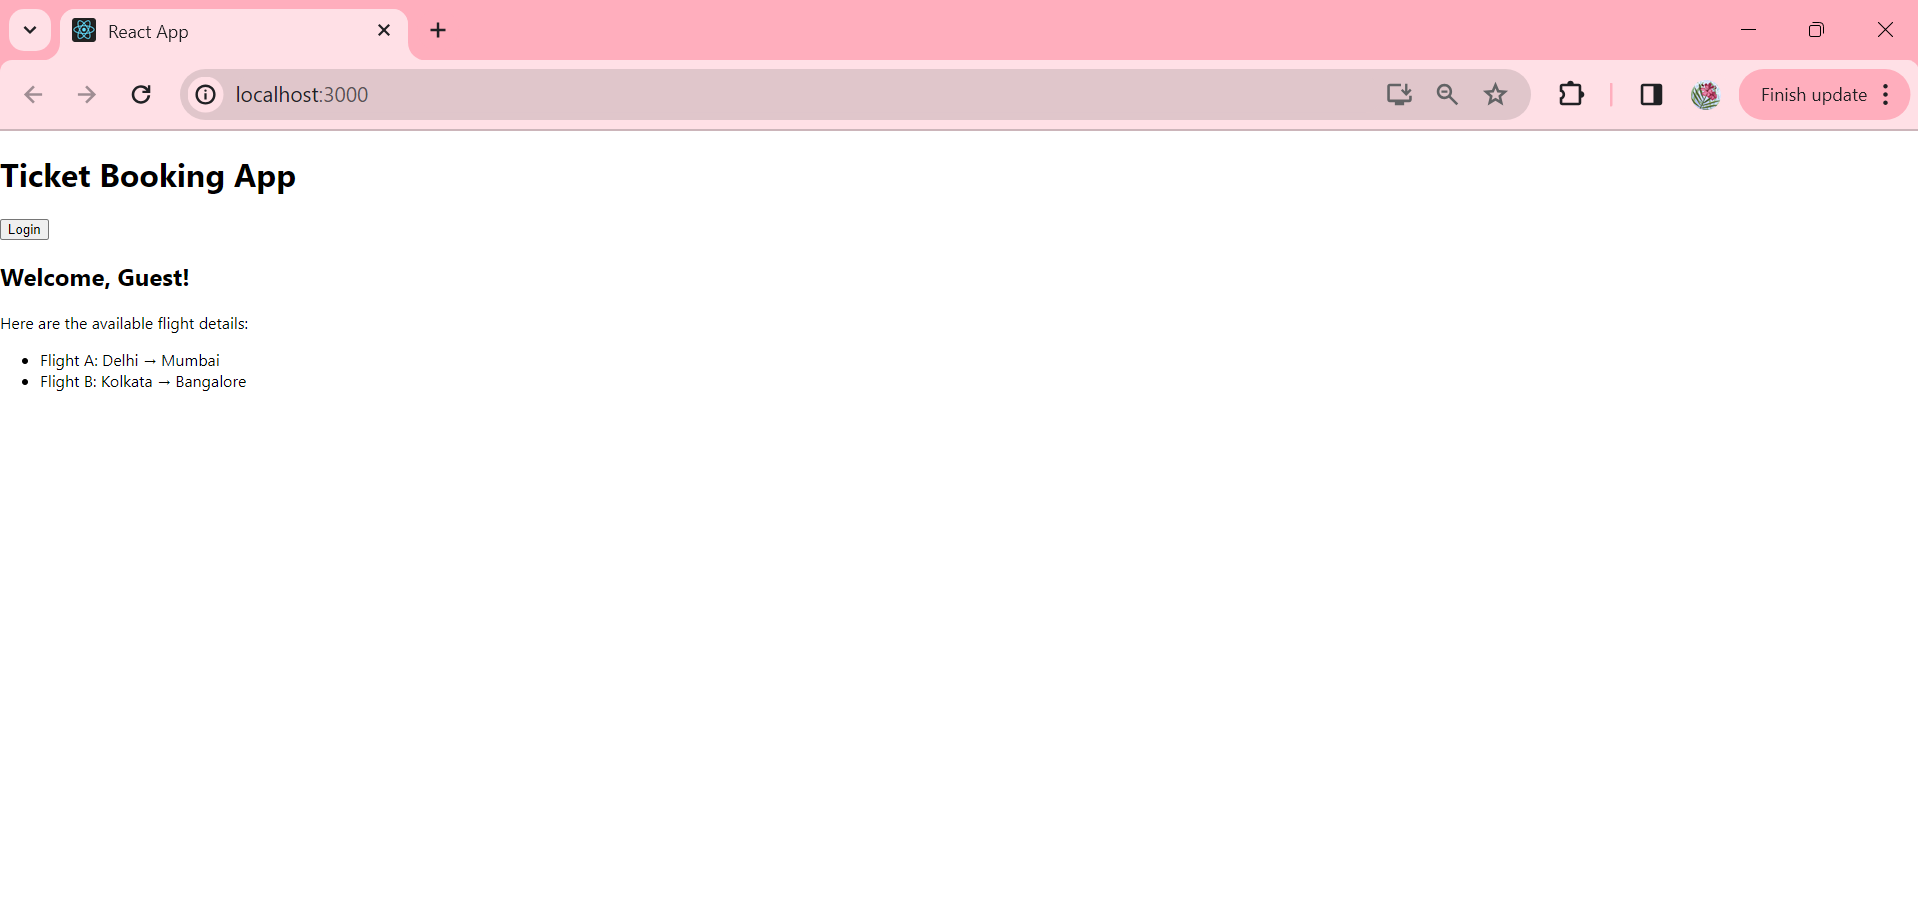 React App
localhost:3000
Finish update
Ticket Booking App
Login
Welcome, Guest!
Here are the available flight details:
• Flight A: Delhi → Mumbai
• Flight B: Kolkata → Bangalore